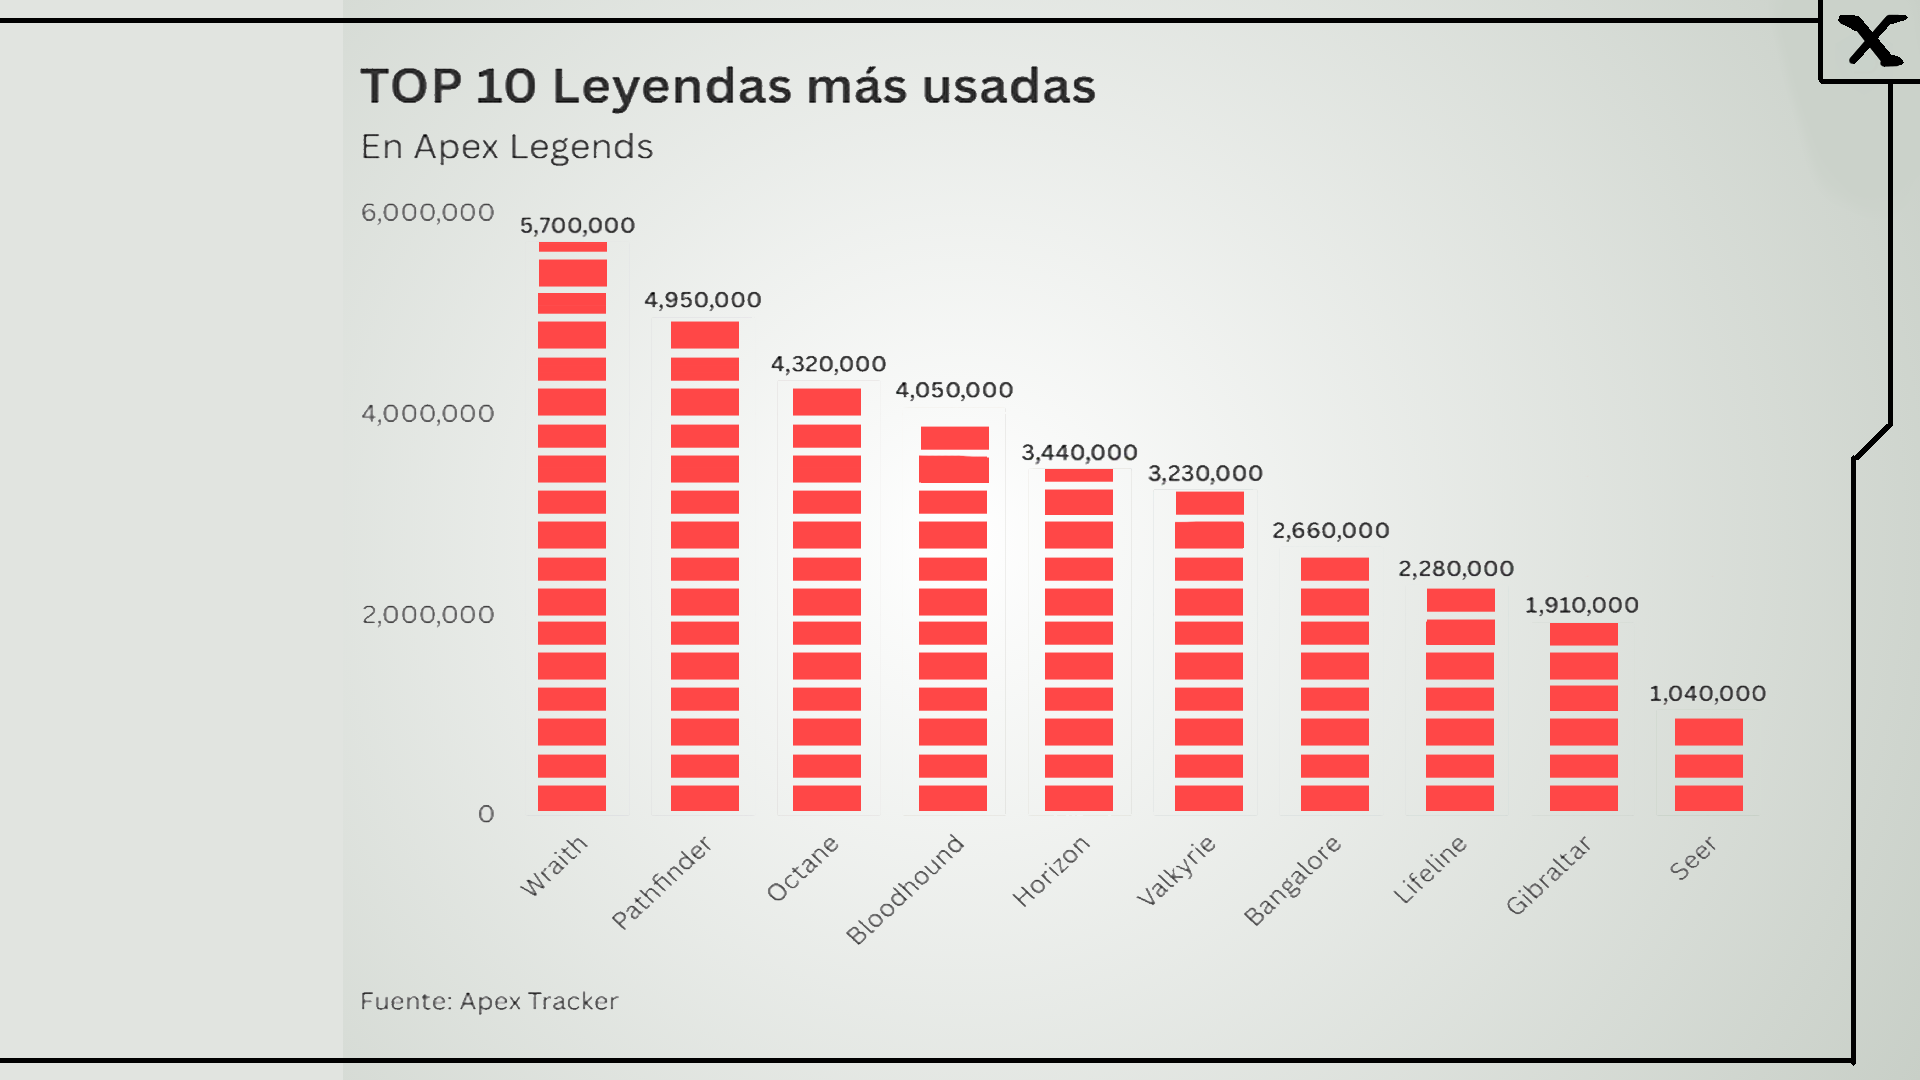 X
TOP 10 Leyendas más usadas
En Apex Legends
6,000,000
4,000,000
2,000,000
0
5,700,000
4,950,000
4,320,000
4,050,000
3,440,000
3,230,000
2,660,000
2,280,000
1,910,000
1,040,000
Wraith
Pathfinder
Octane
Bloodhound
Horizon
Valkyrie
Bangalore
Lifeline
Gibraltar
Seer
Fuente: Apex Tracker